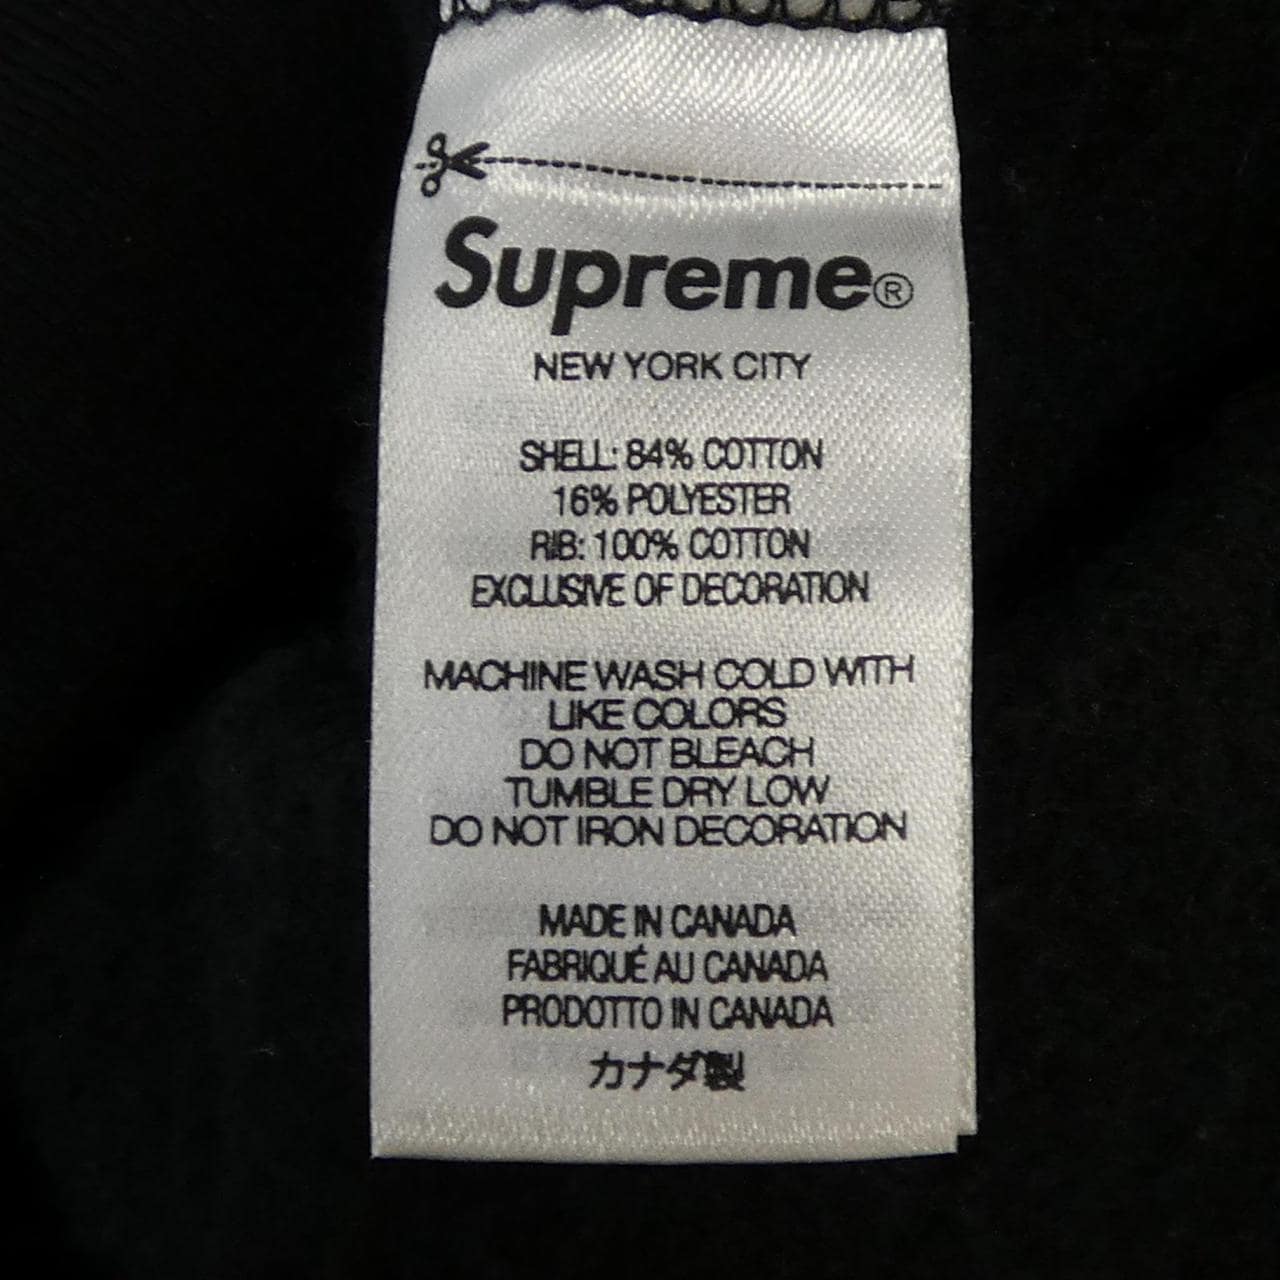 Supreme®
NEW YORK CITY
SHELL: 84% COTTON
16% POLYESTER
RIB: 100% COTTON
EXCLUSIVE OF DECORATION
MACHINE WASH COLD WITH
LIKE COLORS
DO NOT BLEACH
TUMBLE DRY LOW
DO NOT IRON DECORATION
MADE IN CANADA
FABRIQUÉ AU CANADA
PRODOTTO IN CANADA
カナダ製